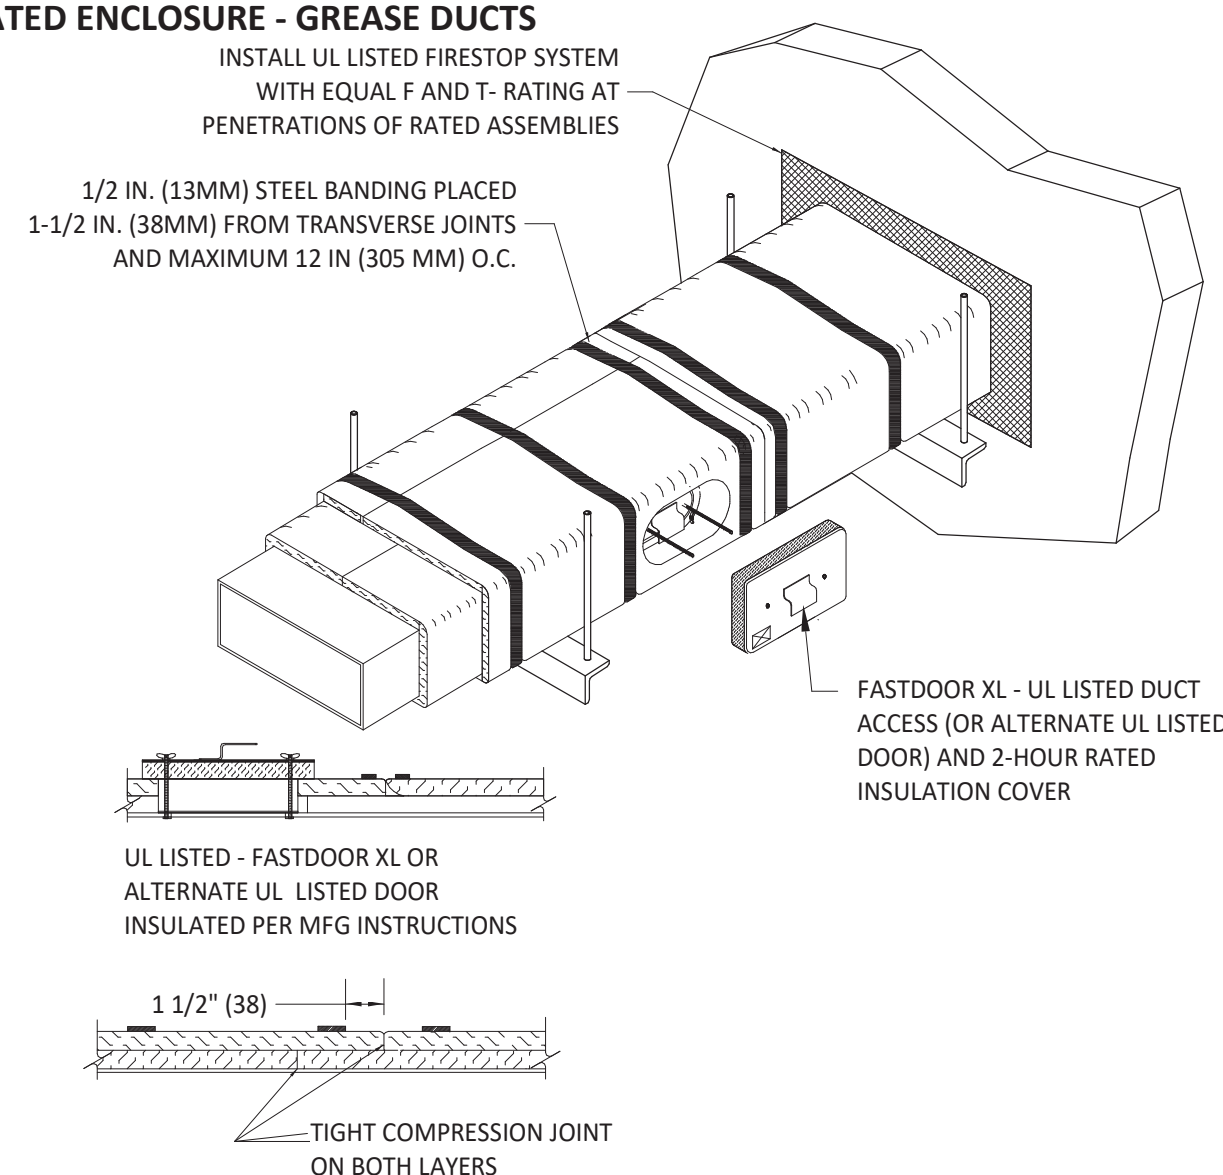 ATED ENCLOSURE - GREASE DUCTS
INSTALL UL LISTED FIRESTOP SYSTEM
WITH EQUAL F AND T- RATING AT
PENETRATIONS OF RATED ASSEMBLIES
1/2 IN. (13MM) STEEL BANDING PLACED
1-1/2 IN. (38MM) FROM TRANSVERSE JOINTS
AND MAXIMUM 12 IN (305 MM) O.C.
FASTDOOR XL - UL LISTED DUCT
ACCESS (OR ALTERNATE UL LISTED
DOOR) AND 2-HOUR RATED
INSULATION COVER
UL LISTED - FASTDOOR XL OR
ALTERNATE UL LISTED DOOR
INSULATED PER MFG INSTRUCTIONS
1 1/2" (38)
TIGHT COMPRESSION JOINT
ON BOTH LAYERS